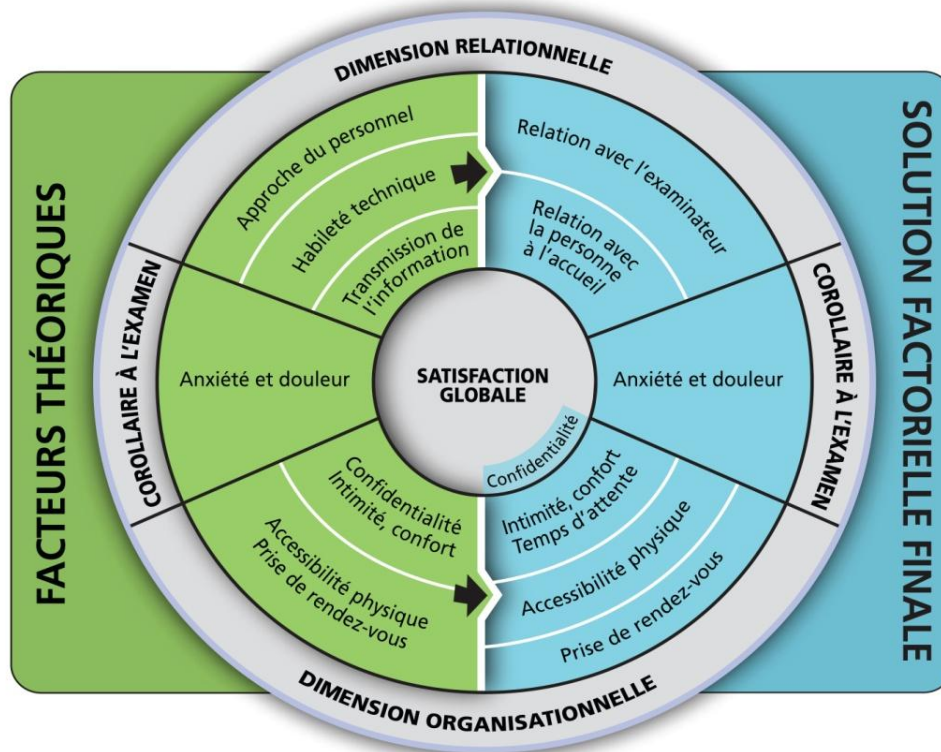 DIMENSION RELATIONNELLE
FACTEURS THÉORIQUES
SOLUTION FACTORIELLE FINALE
COROLLAIRE À L'EXAMEN
COROLLAIRE À L'EXAMEN
Approche du personnel
Habileté technique
Transmission de
l'information
Relation avec l'examinateur
Relation avec
la personne
à l'accueil
Anxiété et douleur
SATISFACTION
GLOBALE
Anxiété et douleur
Confidentialité
Confidentialité
Intimité, confort
Accessibilité physique
Prise de rendez-vous
Intimité, confort
Temps d'attente
Accessibilité physique
Prise de rendez-vous
DIMENSION ORGANISATIONNELLE